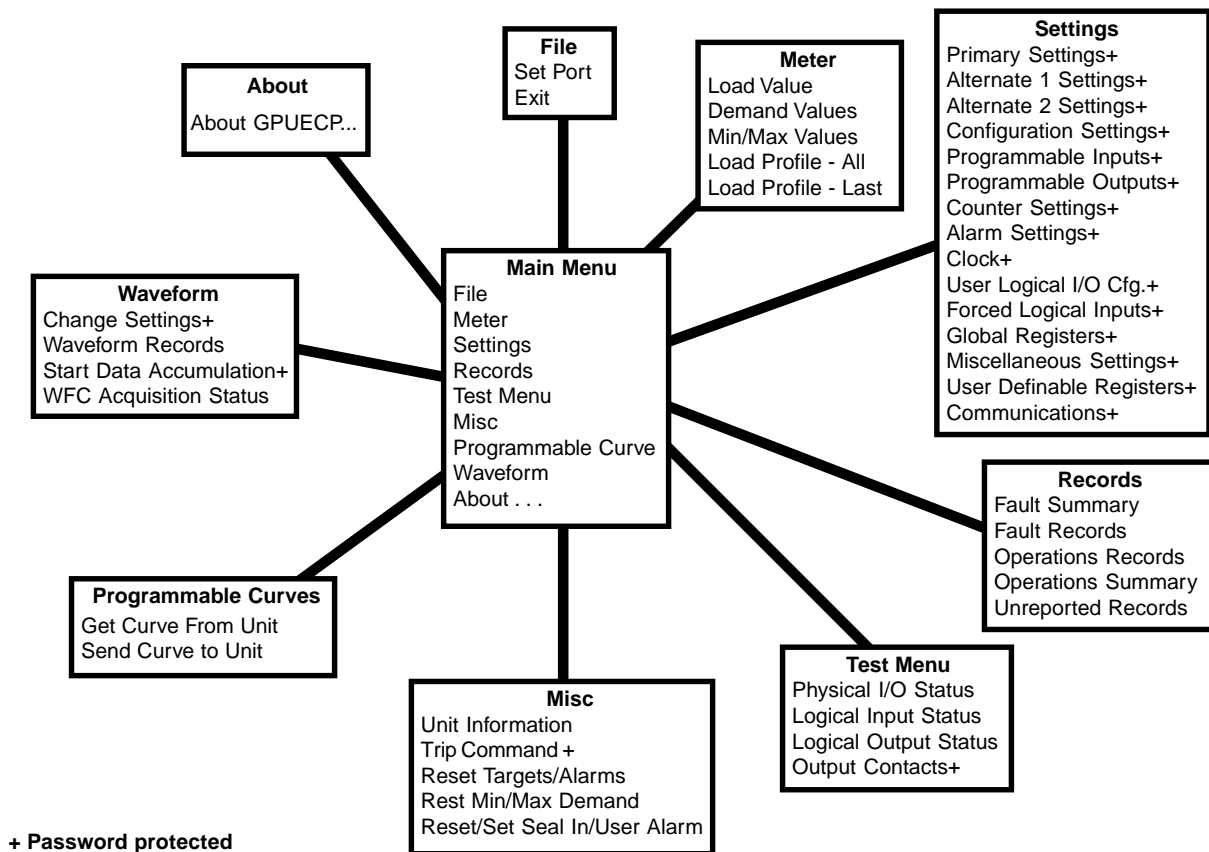 File
Set Port
Exit
About
About GPUECP...
Meter
Load Value
Demand Values
Min/Max Values
Load Profile - All
Load Profile - Last
Settings
Primary Settings+
Alternate 1 Settings+
Alternate 2 Settings+
Configuration Settings+
Programmable Inputs+
Programmable Outputs+
Counter Settings+
Alarm Settings+
Clock+
User Logical I/O Cfg.+
Forced Logical Inputs+
Global Registers+
Miscellaneous Settings+
User Definable Registers+
Communications+
Main Menu
File
Meter
Settings
Records
Test Menu
Misc
Programmable Curve
Waveform
About . . .
Waveform
Change Settings+
Waveform Records
Start Data Accumulation+
WFC Acquisition Status
Records
Fault Summary
Fault Records
Operations Records
Operations Summary
Unreported Records
Programmable Curves
Get Curve From Unit
Send Curve to Unit
Test Menu
Physical I/O Status
Logical Input Status
Logical Output Status
Output Contacts+
Misc
Unit Information
Trip Command +
Reset Targets/Alarms
Rest Min/Max Demand
Reset/Set Seal In/User Alarm
+ Password protected